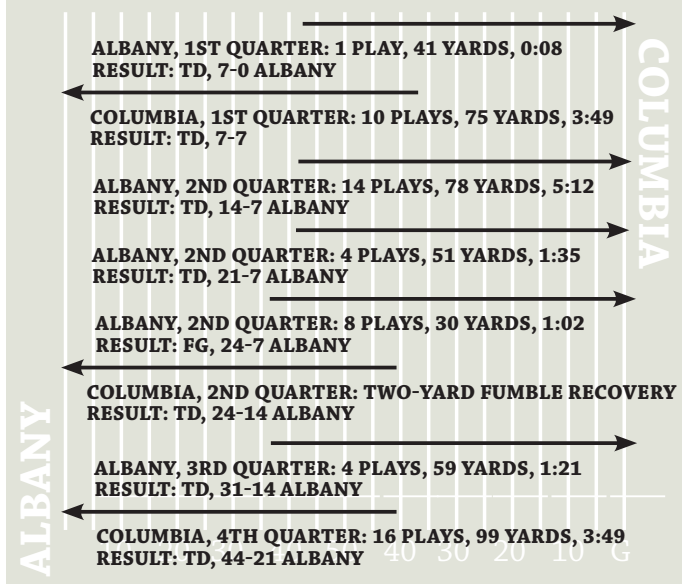 ALBANY, 1ST QUARTER: 1 PLAY, 41 YARDS, 0:08
RESULT: TD, 7-0 ALBANY
COLUMBIA
COLUMBIA, 1ST QUARTER: 10 PLAYS, 75 YARDS, 3:49
RESULT: TD, 7-7
ALBANY, 2ND QUARTER: 14 PLAYS, 78 YARDS, 5:12
RESULT: TD, 14-7 ALBANY
ALBANY, 2ND QUARTER: 4 PLAYS, 51 YARDS, 1:35
RESULT: TD, 21-7 ALBANY
ALBANY, 2ND QUARTER: 8 PLAYS, 30 YARDS, 1:02
RESULT: FG, 24-7 ALBANY
COLUMBIA, 2ND QUARTER: TWO-YARD FUMBLE RECOVERY
RESULT: TD, 24-14 ALBANY
ALBANY
ALBANY, 3RD QUARTER: 4 PLAYS, 59 YARDS, 1:21
RESULT: TD, 31-14 ALBANY
COLUMBIA, 4TH QUARTER: 16 PLAYS, 99 YARDS, 3:49
RESULT: TD, 44-21 ALBANY
10 20 30 40 50 40 30 20 10 G